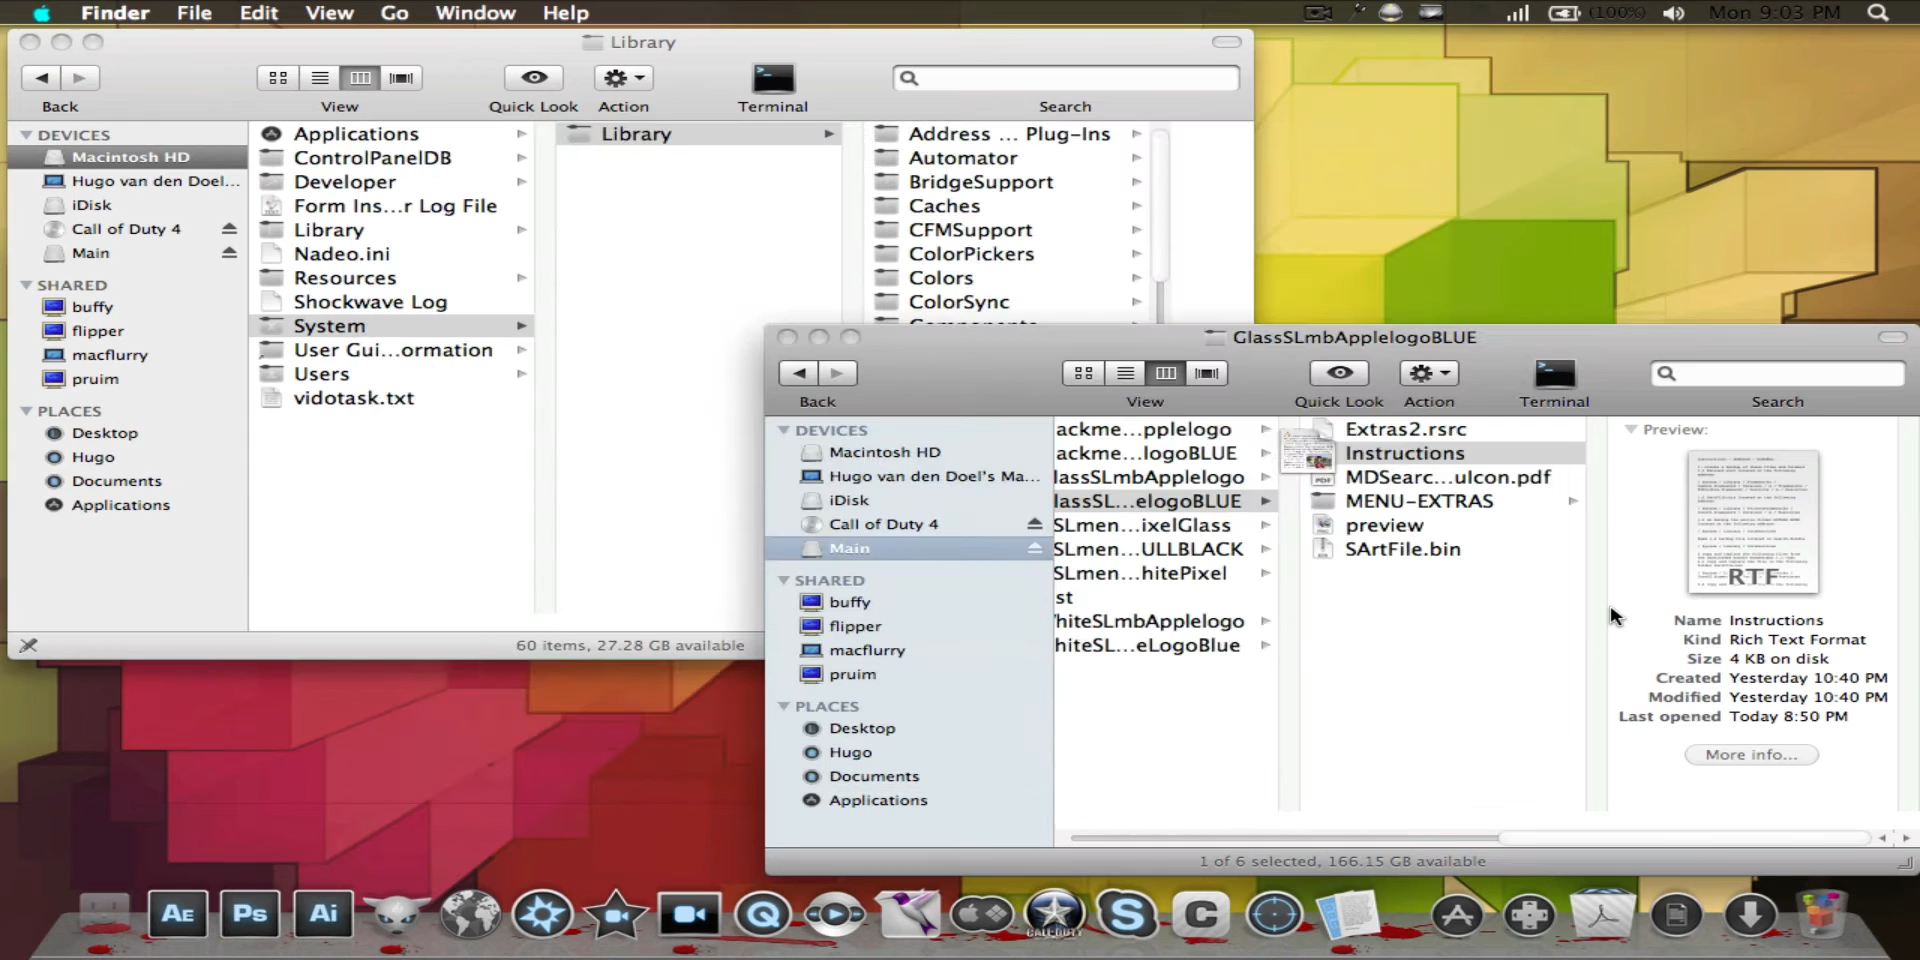 Finder File Edit View Go Window Help
(100%) Mon 9:03 PM
Library
Back View Quick Look Action Terminal Search
DEVICES
Macintosh HD
Hugo van den Doel...
iDisk
Call of Duty 4
Main
SHARED
buffy
flipper
macflurry
pruim
PLACES
Desktop
Hugo
Documents
Applications
Applications
ControlPanelDB
Developer
Form Ins...r Log File
Library
Nadeo.ini
Resources
Shockwave Log
System
User Gui...ormation
Users
vidotask.txt
Library
Address ... Plug-Ins
Automator
BridgeSupport
Caches
CFMSupport
ColorPickers
Colors
ColorSync
60 items, 27.28 GB available
GlassSLmbApplelogoBLUE
Back View Quick Look Action Terminal Search
DEVICES
Macintosh HD
Hugo van den Doel's Ma...
iDisk
Call of Duty 4
Main
SHARED
buffy
flipper
macflurry
pruim
PLACES
Desktop
Hugo
Documents
Applications
ackme...pplelogo
ackme...logoBLUE
lassSLmbApplelogo
lassSL...elogoBLUE
SLmen...ixelGlass
SLmen...ULLBLACK
SLmen...hitePixel
st
hiteSLmbApplelogo
hiteSL...eLogoBlue
Extras2.rsrc
Instructions
MDSearc...uIcon.pdf
MENU-EXTRAS
preview
SArtFile.bin
Preview:
RTF
Name Instructions
Kind Rich Text Format
Size 4 KB on disk
Created Yesterday 10:40 PM
Modified Yesterday 10:40 PM
Last opened Today 8:50 PM
More info...
1 of 6 selected, 166.15 GB available
AE Ps Ai Q CALL OF DUTY S C